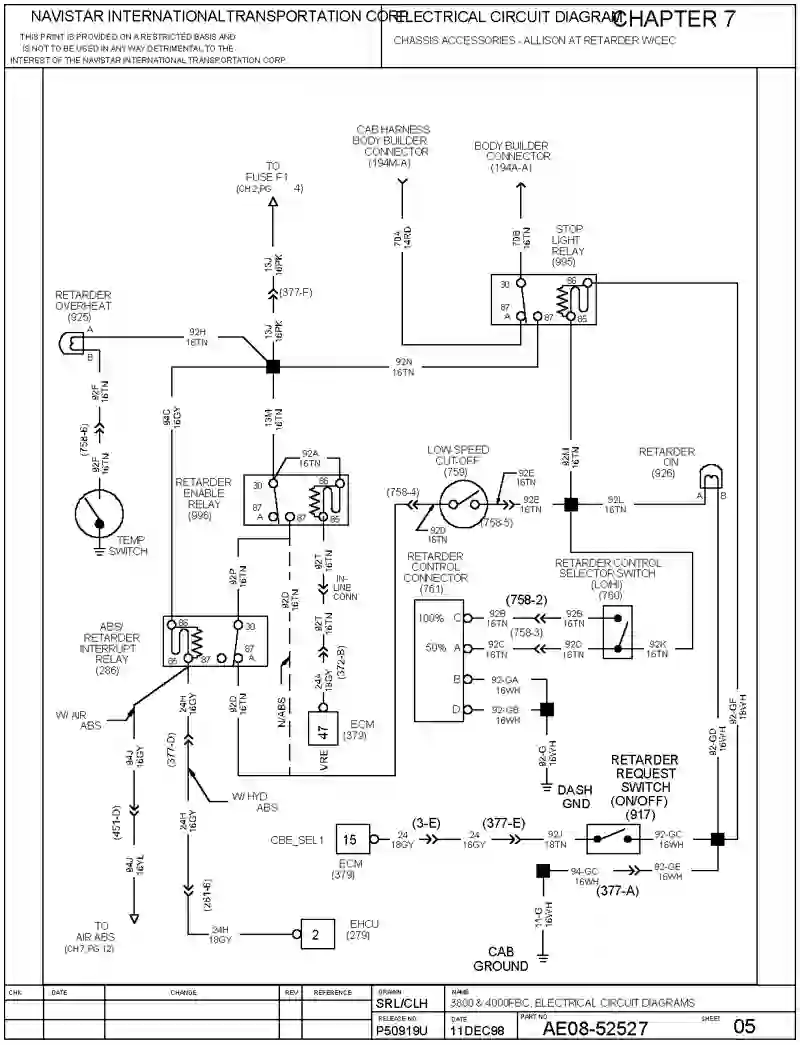 NAVISTAR INTERNATIONAL TRANSPORTATION CORP
THIS PRINT IS PROVIDED ON A RESTRICTED BASIS AND
IS NOT TO BE USED IN ANY WAY DETRIMENTAL TO THE
INTEREST OF THE NAVISTAR INTERNATIONAL TRANSPORTATION CORP
ELECTRICAL CIRCUIT DIAGRAM
CHAPTER 7
CHASSIS ACCESSORIES - ALLISON AT RETARDER W/CEC
CAB HARNESS
BODY BUILDER
CONNECTOR
(194M-A)
BODY BUILDER
CONNECTOR
(194A-A)
TO
FUSE F1
(CH2,PG 4)
70A
14RD
70B
16TN
STOP
LIGHT
RELAY
(995)
13J
16PK
(377-F)
13J
16PK
30
86
87
A
87
85
RETARDER
OVERHEAT
(925)
A
B
92H
16TN
92N
16TN
92F
16TN
(758-6)
92F
16TN
94C
16GY
13M
16TN
92A
16TN
92M
16TN
TEMP
SWITCH
RETARDER
ENABLE
RELAY
(996)
30
86
87
A
87
85
LOW-SPEED
CUT-OFF
(759)
(758-4)
92D
16TN
(758-5)
92E
16TN
92E
16TN
RETARDER
ON
(926)
92L
16TN
A
B
92P
16TN
92D
16TN
92T
16TN
IN-
LINE
CONN
92T
16TN
(372-B)
24A
18GY
N/ABS
47
VRE
ECM
(379)
RETARDER
CONTROL
CONNECTOR
(761)
100%
C
50%
A
B
D
92B
16TN
(758-2)
92B
16TN
92C
16TN
(758-3)
92D
16TN
RETARDER CONTROL
SELECTOR SWITCH
(LO/HI)
(760)
92K
16TN
92-GA
16WH
92-GB
16WH
92-G
16WH
DASH
GND
ABS/
RETARDER
INTERRUPT
RELAY
(286)
86
30
85
87
87
A
92D
16TN
W/ AIR
ABS
24H
16GY
(377-D)
94J
16GY
(451-D)
94J
16YL
TO
AIR ABS
(CH7,PG 12)
W/ HYD
ABS
24H
16GY
(261-6)
24H
18GY
2
EHCU
(279)
CBE_SEL1
15
ECM
(379)
24
18GY
(3-E)
24
16GY
(377-E)
92J
18TN
RETARDER
REQUEST
SWITCH
(ON/OFF)
(917)
92-GC
16WH
92-GD
16WH
92-GF
16WH
94-GC
16WH
92-GE
16WH
(377-A)
11-G
16WH
CAB
GROUND
CHK
DATE
CHANGE
REV
REFERENCE
DRAWN
SRL/CLH
NAME
3800 & 4000FBC, ELECTRICAL CIRCUIT DIAGRAMS
RELEASE NO.
P50919U
DATE
11DEC98
PART NO
AE08-52527
SHEET
05